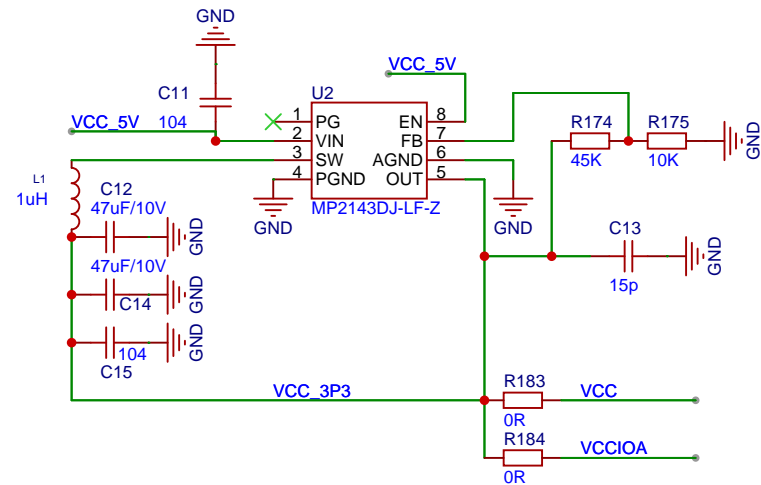 GND
VCC_5V
C11
104
VCC_5V
U2
1 PG EN 8
2 VIN FB 7
3 SW AGND 6
4 PGND OUT 5
MP2143DJ-LF-Z
GND
GND
R174
45K
R175
10K
GND
L1
1uH
C12
47uF/10V
GND
47uF/10V
C14
GND
104
C15
GND
C13
15p
GND
VCC_3P3
R183
0R
VCC
R184
0R
VCCIOA